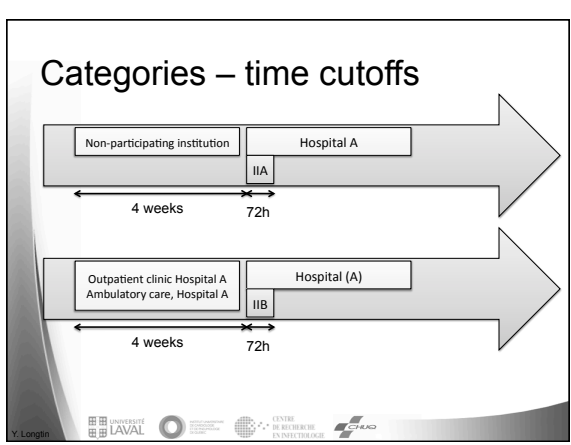 Categories – time cutoffs
Non-participating institution
Hospital A
IIA
4 weeks
72h
Outpatient clinic Hospital A
Ambulatory care, Hospital A
Hospital (A)
IIB
4 weeks
72h
Y. Longtin
UNIVERSITÉ
LAVAL
CENTRE
DE RECHERCHE
EN INFECTIOLOGIE
CHUQ